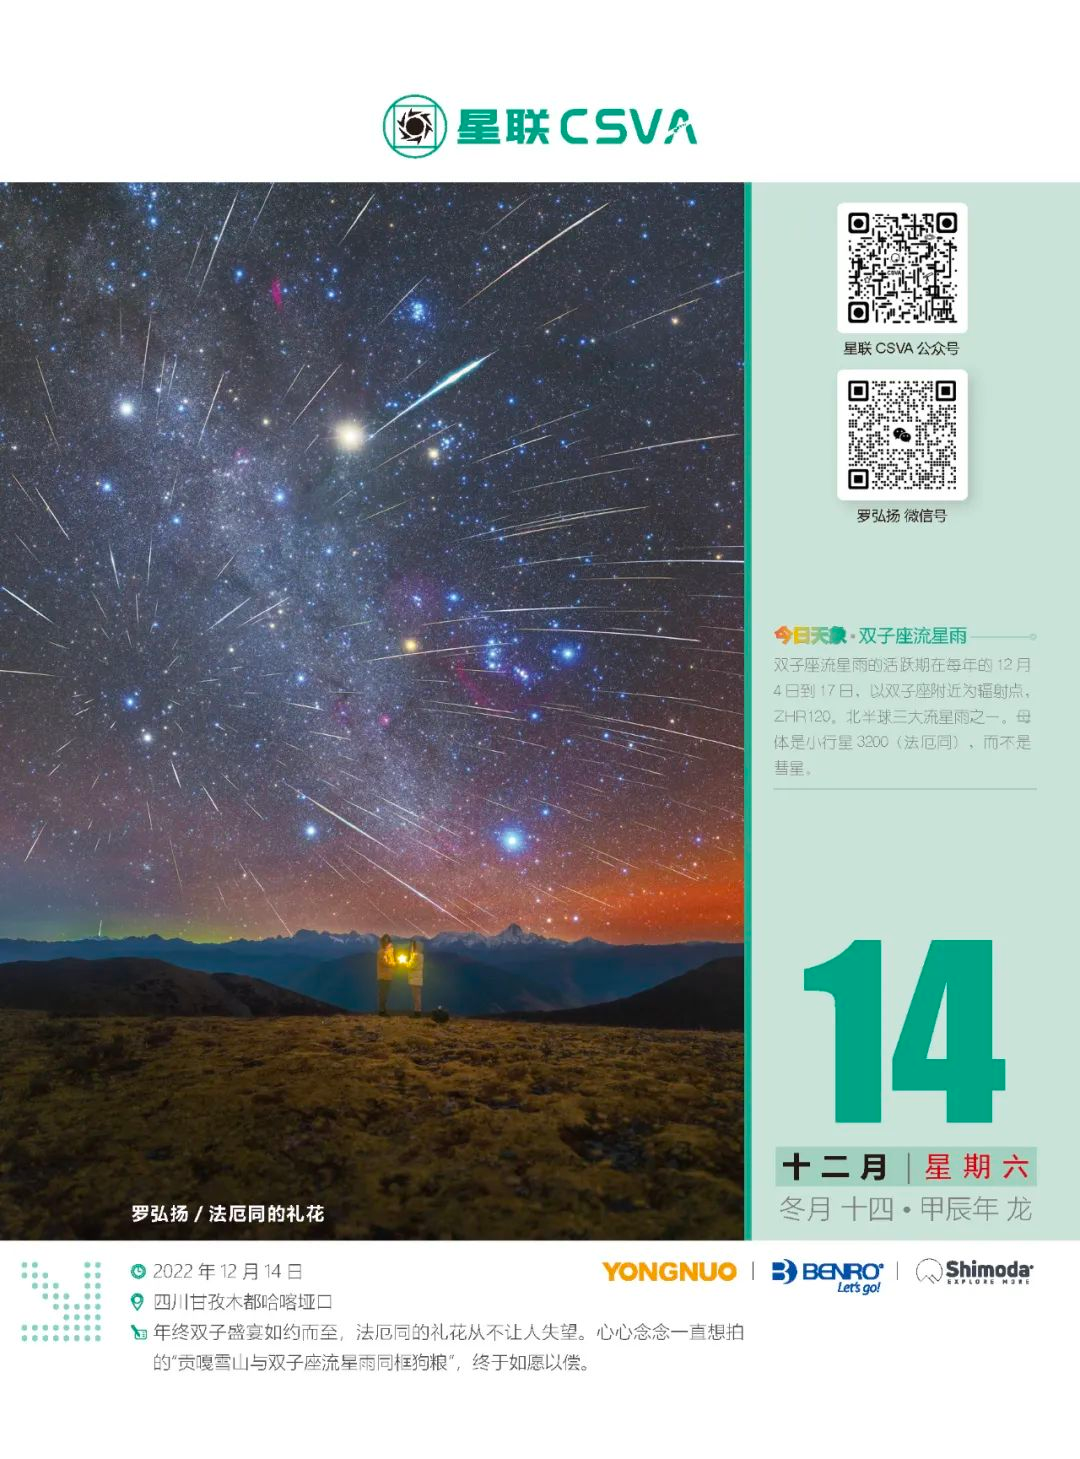 星联CSVA
星联 CSVA 公众号
罗弘扬 微信号
今日天象·双子座流星雨
双子座流星雨的活跃期在每年的 12 月
4 日到 17 日，以双子座附近为辐射点，
ZHR120。北半球三大流星雨之一。母
体是小行星 3200（法厄同），而不是
彗星。
14
十二月 | 星期六
冬月 十四 • 甲辰年 龙
罗弘扬 / 法厄同的礼花
2022 年 12 月 14 日
四川甘孜木都哈喀垭口
年终双子盛宴如约而至，法厄同的礼花从不让人失望。心心念念一直想拍
的“贡嘎雪山与双子座流星雨同框狗粮”，终于如愿以偿。
YONGNUO | BENRO Let's go! | Shimoda EXPLORE MORE